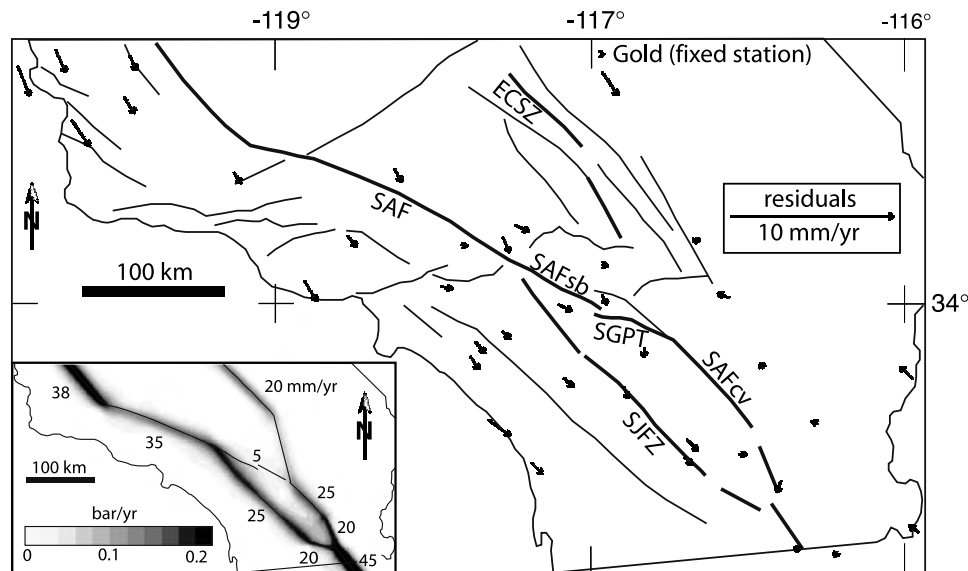 -119°
-117°
-116°
Gold (fixed station)
ECSZ
residuals
10 mm/yr
N
SAF
100 km
SAFsb
34°
SGPT
SAFcv
SJFZ
20 mm/yr
38
N
35
5
100 km
25
25
bar/yr
20
0
0.1
0.2
20
45